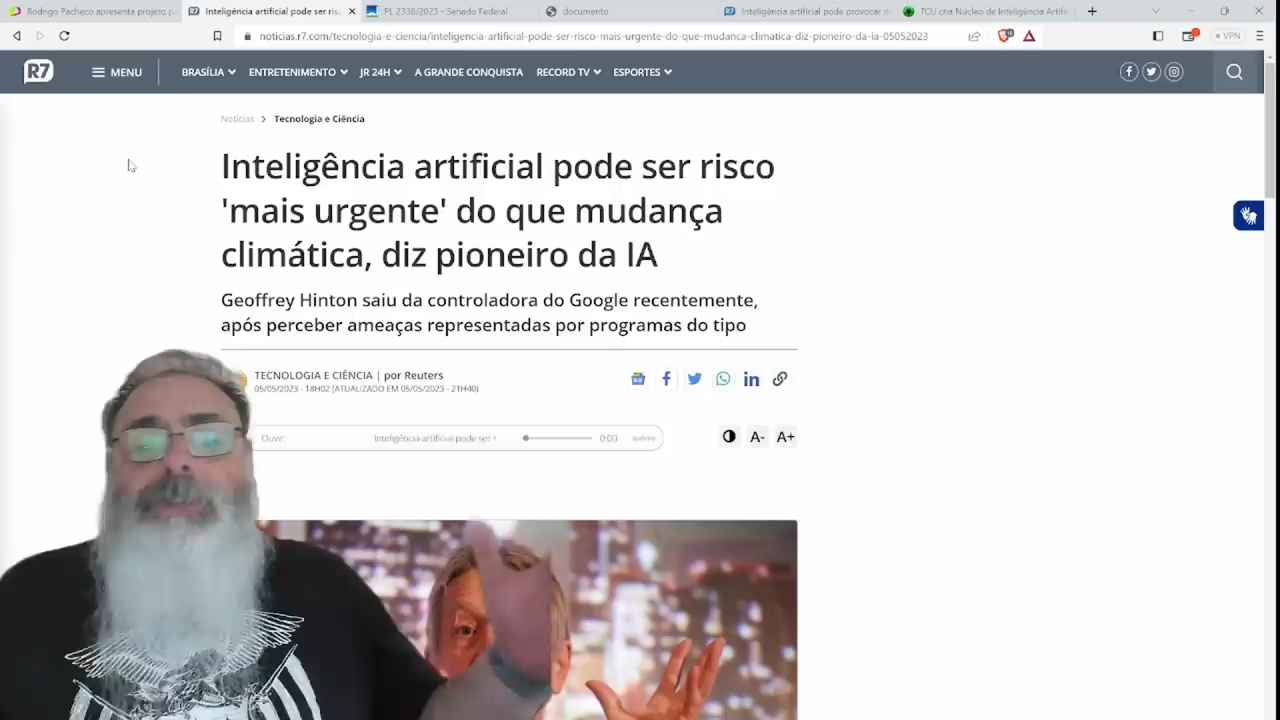 Rodrigo Pacheco apresenta projeto p
Inteligência artificial pode ser ris
PL 2338/2023 - Senado Federal
documento
Inteligência artificial pode provocar d
TCU cria Núcleo de Inteligência Artific
noticias.r7.com/tecnologia-e-ciencia/inteligencia-artificial-pode-ser-risco-mais-urgente-do-que-mudanca-climatica-diz-pioneiro-da-ia-05052023
VPN
R7
MENU
BRASÍLIA
ENTRETENIMENTO
JR 24H
A GRANDE CONQUISTA
RECORD TV
ESPORTES
Notícias > Tecnologia e Ciência
Inteligência artificial pode ser risco
'mais urgente' do que mudança
climática, diz pioneiro da IA
Geoffrey Hinton saiu da controladora do Google recentemente,
após perceber ameaças representadas por programas do tipo
TECNOLOGIA E CIÊNCIA | por Reuters
05/05/2023 - 18H02 (ATUALIZADO EM 05/05/2023 - 21H40)
Ouvir:
Inteligência artificial pode ser r
0:00
audima
A-
A+